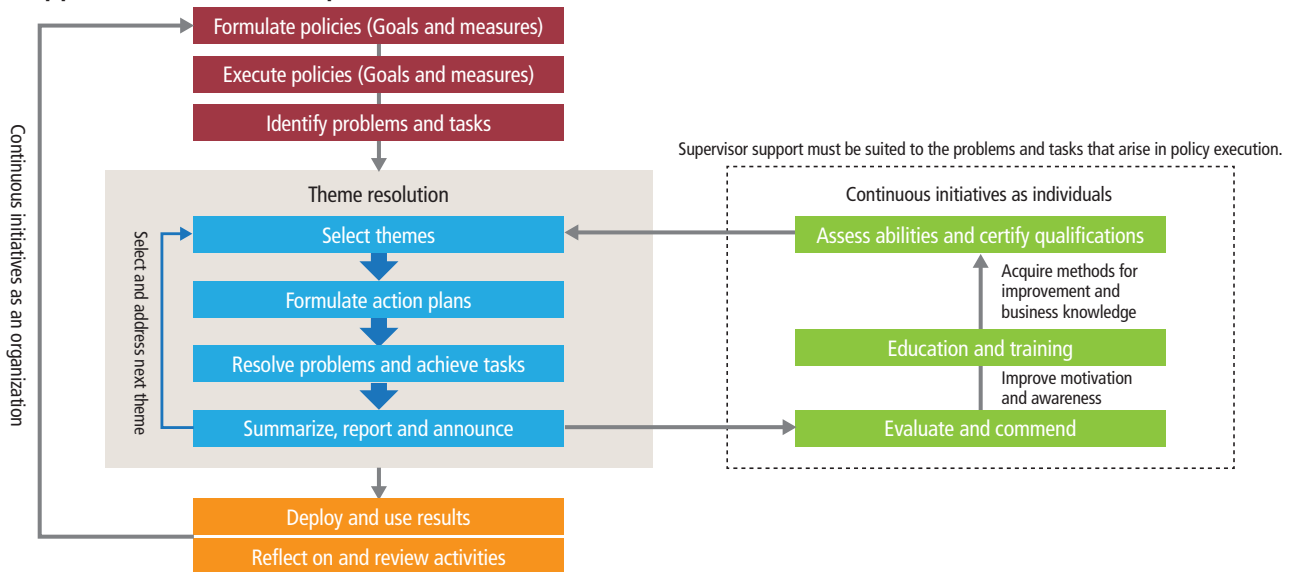 Formulate policies (Goals and measures)
Execute policies (Goals and measures)
Identify problems and tasks
Continuous initiatives as an organization
Theme resolution
Select themes
Formulate action plans
Resolve problems and achieve tasks
Summarize, report and announce
Select and address next theme
Supervisor support must be suited to the problems and tasks that arise in policy execution.
Continuous initiatives as individuals
Assess abilities and certify qualifications
Acquire methods for
improvement and
business knowledge
Education and training
Improve motivation
and awareness
Evaluate and commend
Deploy and use results
Reflect on and review activities